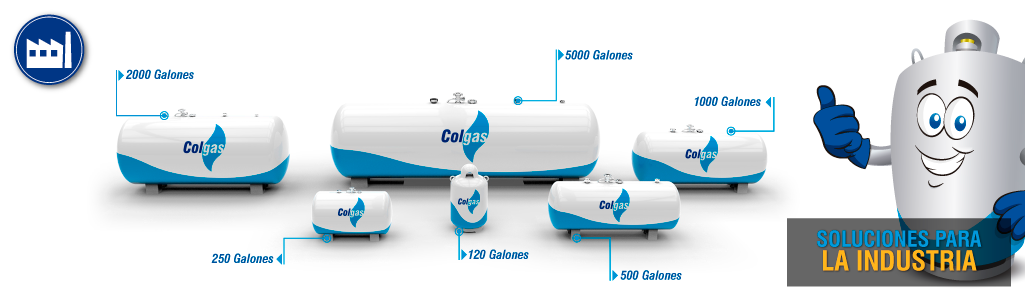 5000 Galones
2000 Galones
1000 Galones
Colgas
Colgas
Colgas
Colgas
Colgas
Colgas
250 Galones
120 Galones
500 Galones
SOLUCIONES PARA
LA INDUSTRIA